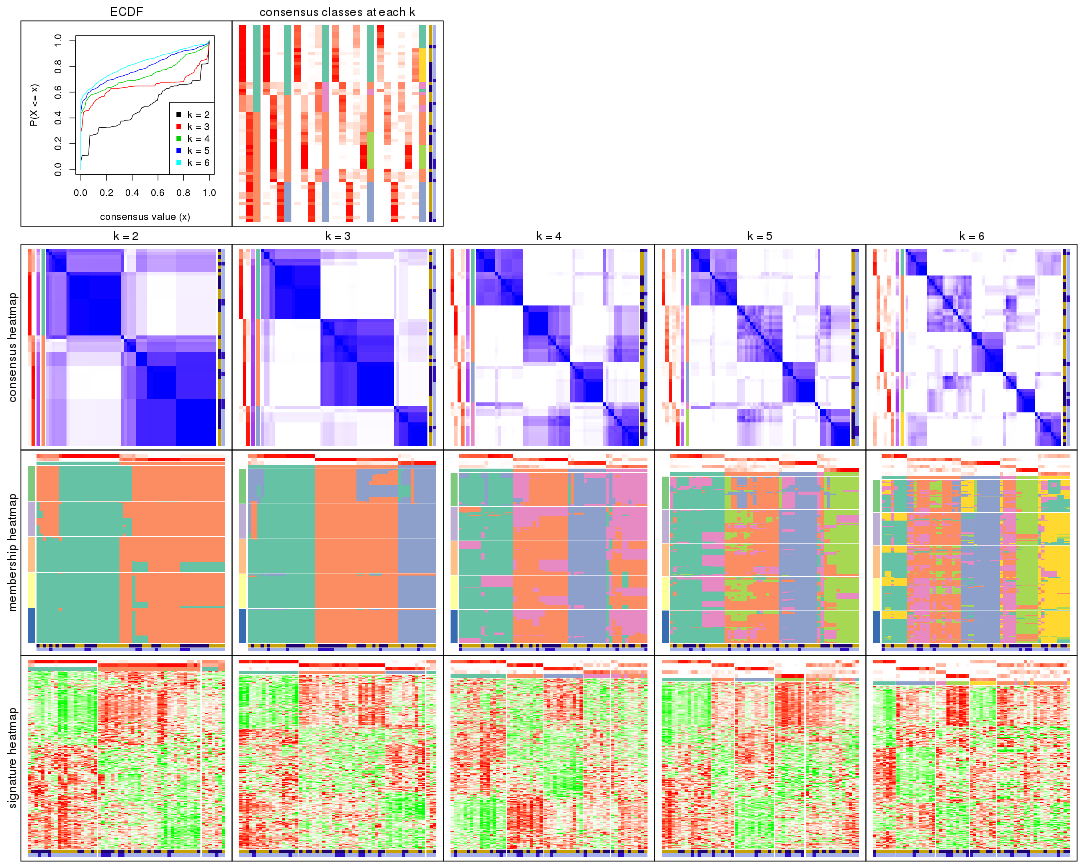 ECDF
consensus classes at each k
P(X <= x)
0.0 0.2 0.4 0.6 0.8 1.0
k = 2
k = 3
k = 4
k = 5
k = 6
0.0 0.2 0.4 0.6 0.8 1.0
consensus value (x)
k = 2
k = 3
k = 4
k = 5
k = 6
consensus heatmap
membership heatmap
signature heatmap